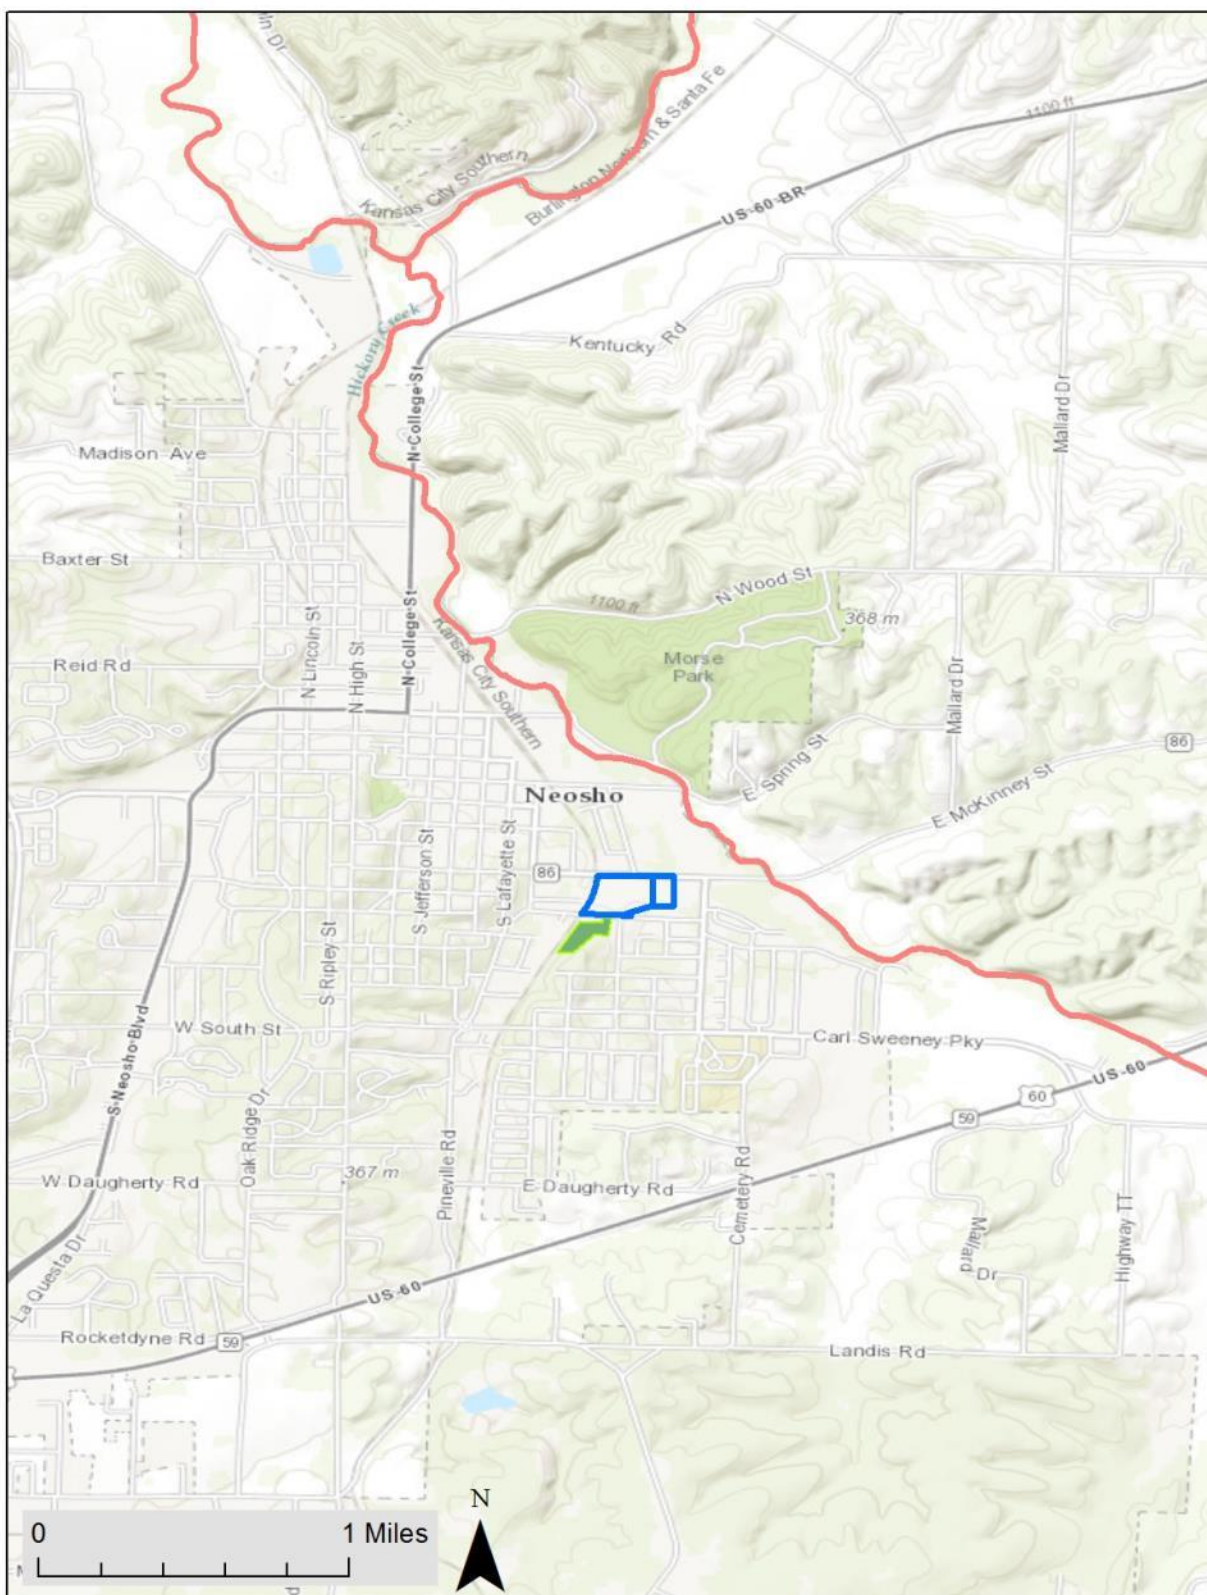 ln Dr
1100 ft
Kansas City Southern
Burlington Northern & Santa Fe
US-60-BR
Hickory Creek
Kentucky Rd
N-College-St
Mallard Dr
Madison Ave
Baxter St
N Wood St
1100 ft
368 m
N Lincoln St
N High St
N-College-St
Kansas City Southern
Morse
Park
Reid Rd
Mallard Dr
86
E Spring St
Neosho
E McKinney St
S Jefferson St
S Lafayette St
86
S Ripley St
W South St
Carl Sweeney Pky
S-Neosho-Blvd
US-60
60
59
Oak Ridge Dr
367 m
Pineville Rd
W Daugherty Rd
E Daugherty Rd
Cemetery Rd
Mallard
Dr
Highway TT
La Questa Dr
US-60
Rocketdyne Rd
59
Landis Rd
N
0 1 Miles